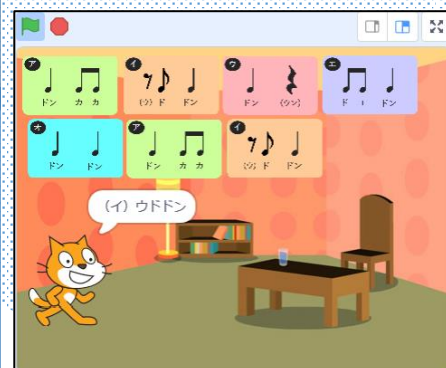 ア イ ウ エ
ドン カ カ (ウ) ド ドン ドン (ウン) ド コ ドン
オ ア イ
ドン ドン ドン カ カ (ウ) ド ドン
(イ) ウドドン